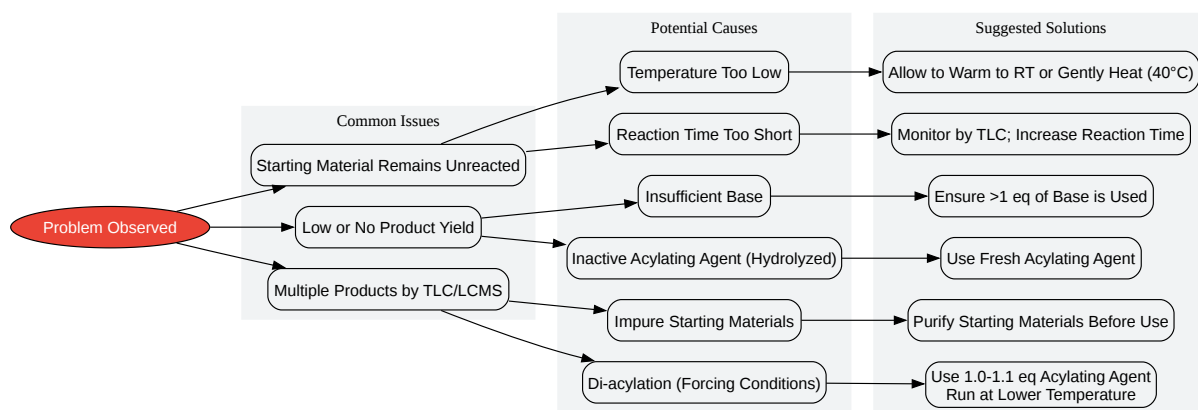 Potential Causes
Suggested Solutions
Temperature Too Low
Allow to Warm to RT or Gently Heat (40°C)
Common Issues
Reaction Time Too Short
Monitor by TLC; Increase Reaction Time
Starting Material Remains Unreacted
Insufficient Base
Ensure >1 eq of Base is Used
Problem Observed
Low or No Product Yield
Inactive Acylating Agent (Hydrolyzed)
Use Fresh Acylating Agent
Multiple Products by TLC/LCMS
Impure Starting Materials
Purify Starting Materials Before Use
Di-acylation (Forcing Conditions)
Use 1.0-1.1 eq Acylating Agent
Run at Lower Temperature